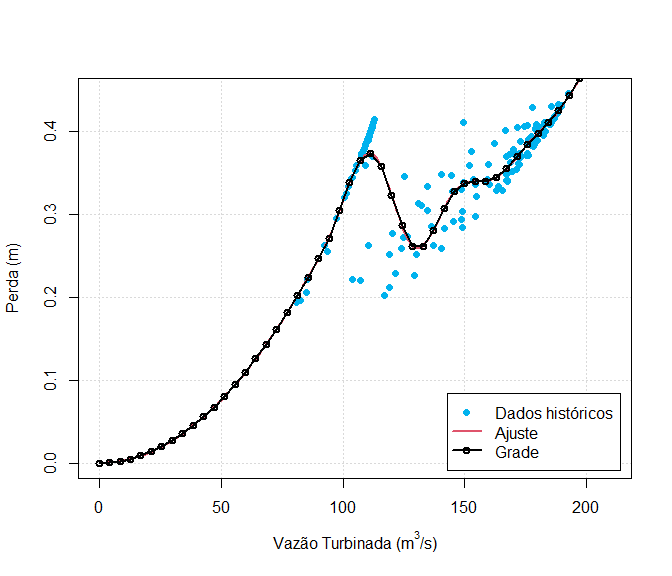 0.4
0.3
0.2
0.1
0.0
Perda (m)
0 50 100 150 200
Vazão Turbinada (m³/s)
Dados históricos
Ajuste
Grade